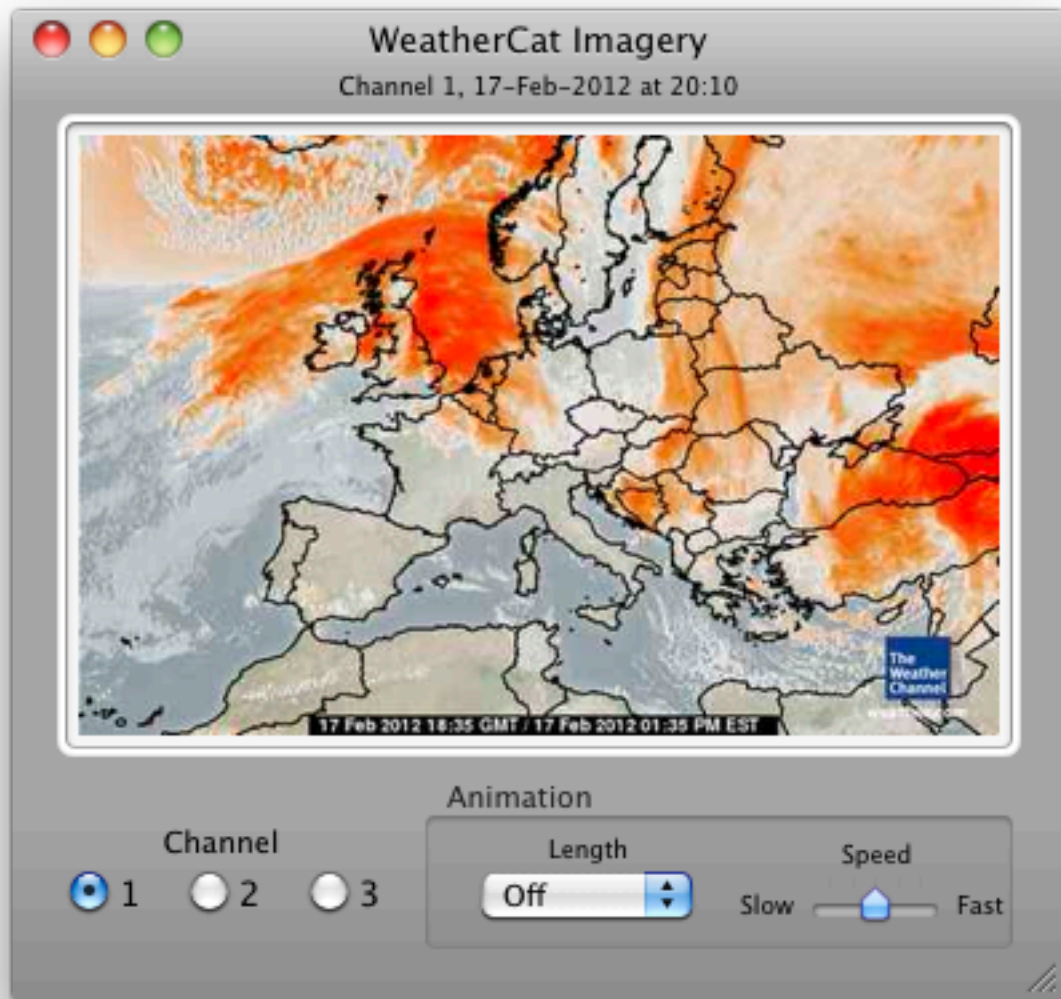 WeatherCat Imagery
Channel 1, 17-Feb-2012 at 20:10
The
Weather
Channel
17 Feb 2012 18:35 GMT / 17 Feb 2012 01:35 PM EST
Animation
Channel
Length
Speed
1
2
3
Off
Slow
Fast